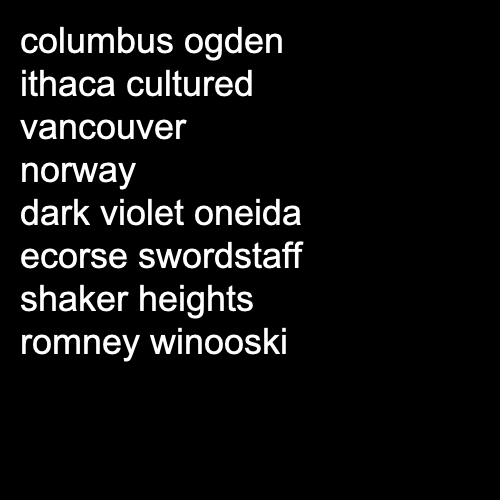 columbus ogden
ithaca cultured
vancouver
norway
dark violet oneida
ecorse swordstaff
shaker heights
romney winooski